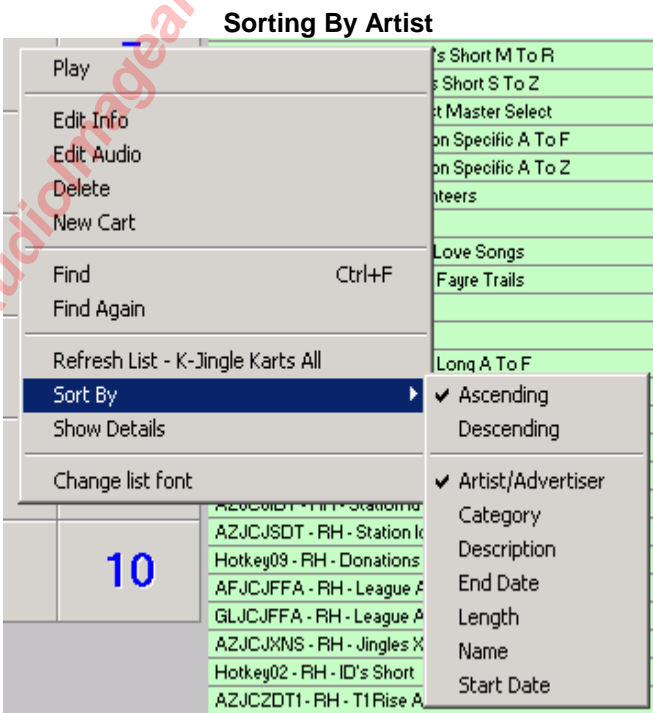 Sorting By Artist
's Short M To R
Play
s Short S To Z
t Master Select
Edit Info
on Specific A To F
Edit Audio
on Specific A To Z
Delete
nteers
New Cart
Love Songs
Find Ctrl+F
Fayre Trails
Find Again
Refresh List - K-Jingle Karts All
Long A To F
Sort By
Ascending
Show Details
Descending
Change list font
Artist/Advertiser
Category
Description
End Date
Length
Name
Start Date
10
AZJCJSDT - RH - Station
Hotkey09 - RH - Donations
AFJCJFFA - RH - League A
GLJCJFFA - RH - League A
AZJCJXNS - RH - Jingles X
Hotkey02 - RH - ID's Short
AZJCZDT1 - RH - T1 Rise A